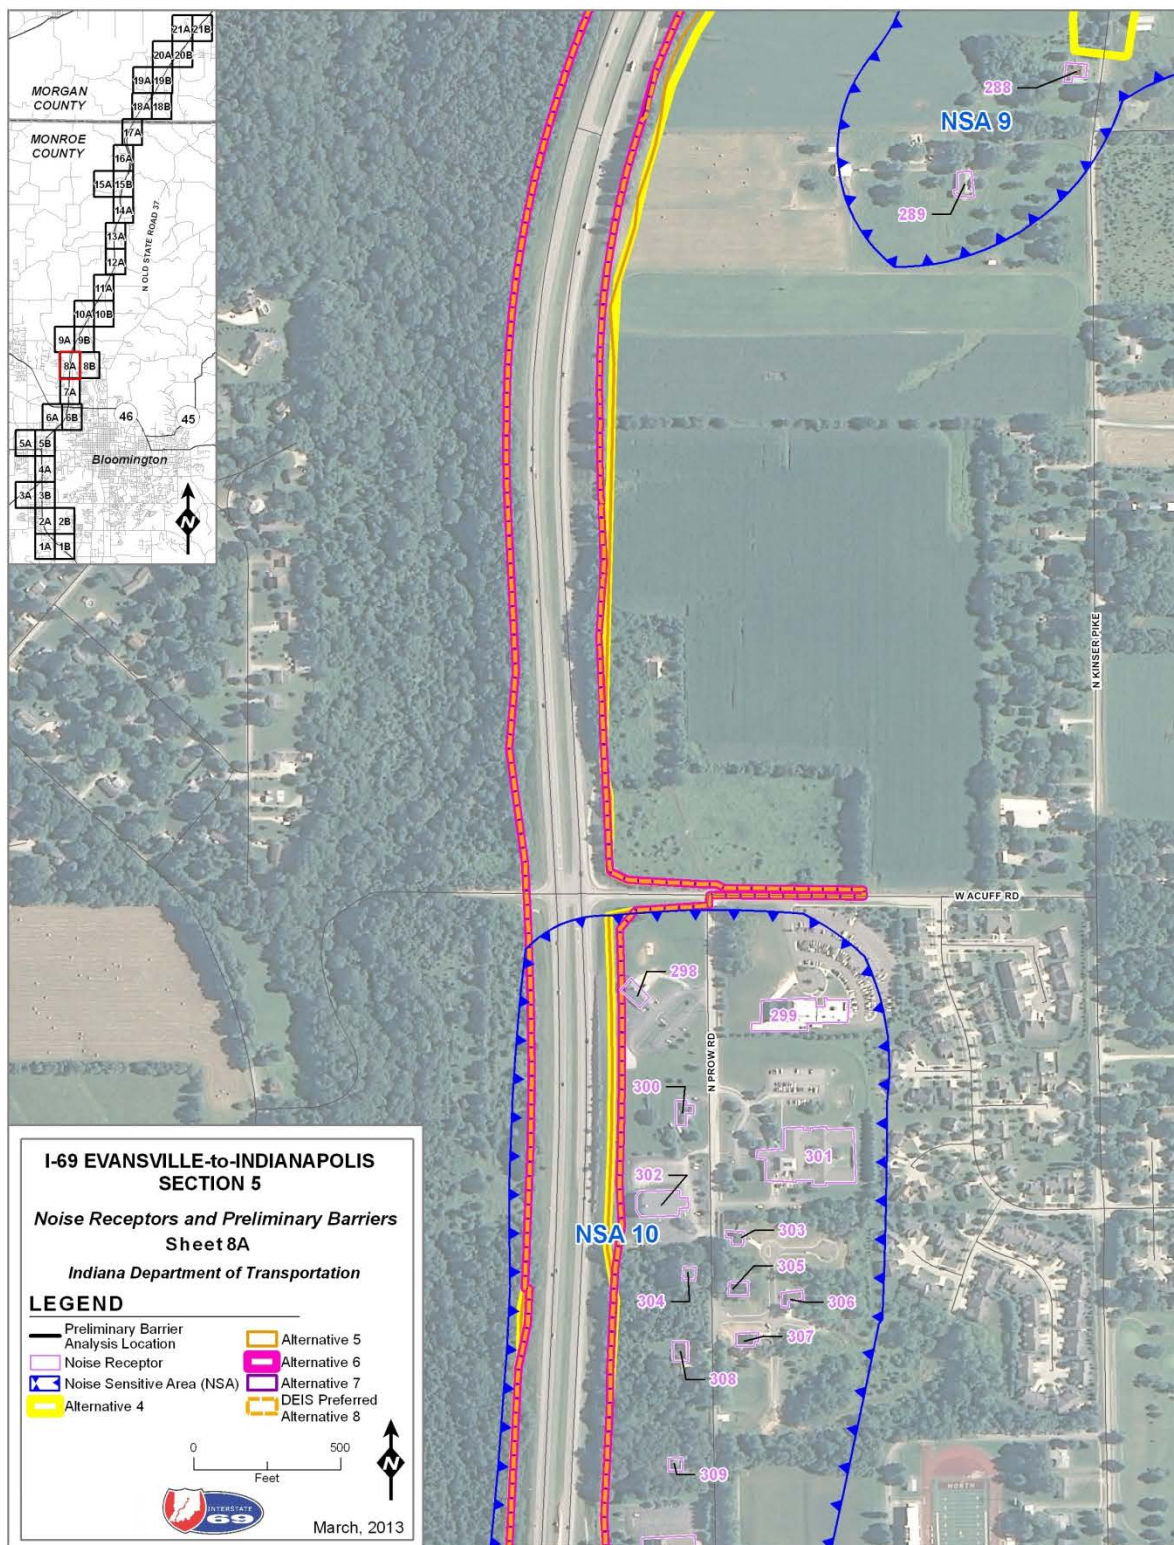 21A 21B
20A 20B
19A 19B
18A 18B
MORGAN
COUNTY
17A
MONROE
COUNTY
16A
15A 15B
14A
N OLD STATE ROAD 37
13A
12A
11A
10A 10B
9A 9B
8A 8B
7A
6A 6B
46
45
5A 5B
Bloomington
4A
3A 3B
2A 2B
1A 1B
N
288
NSA 9
289
N KINSER PIKE
W ACUFF RD
298
299
N PROW RD
300
301
302
NSA 10
303
305
304
306
307
308
309
NORTH
I-69 EVANSVILLE-to-INDIANAPOLIS
SECTION 5
Noise Receptors and Preliminary Barriers
Sheet 8A
Indiana Department of Transportation
LEGEND
Preliminary Barrier
Analysis Location
Noise Receptor
Noise Sensitive Area (NSA)
Alternative 4
Alternative 5
Alternative 6
Alternative 7
DEIS Preferred
Alternative 8
0 500
Feet
N
INTERSTATE
69
March, 2013